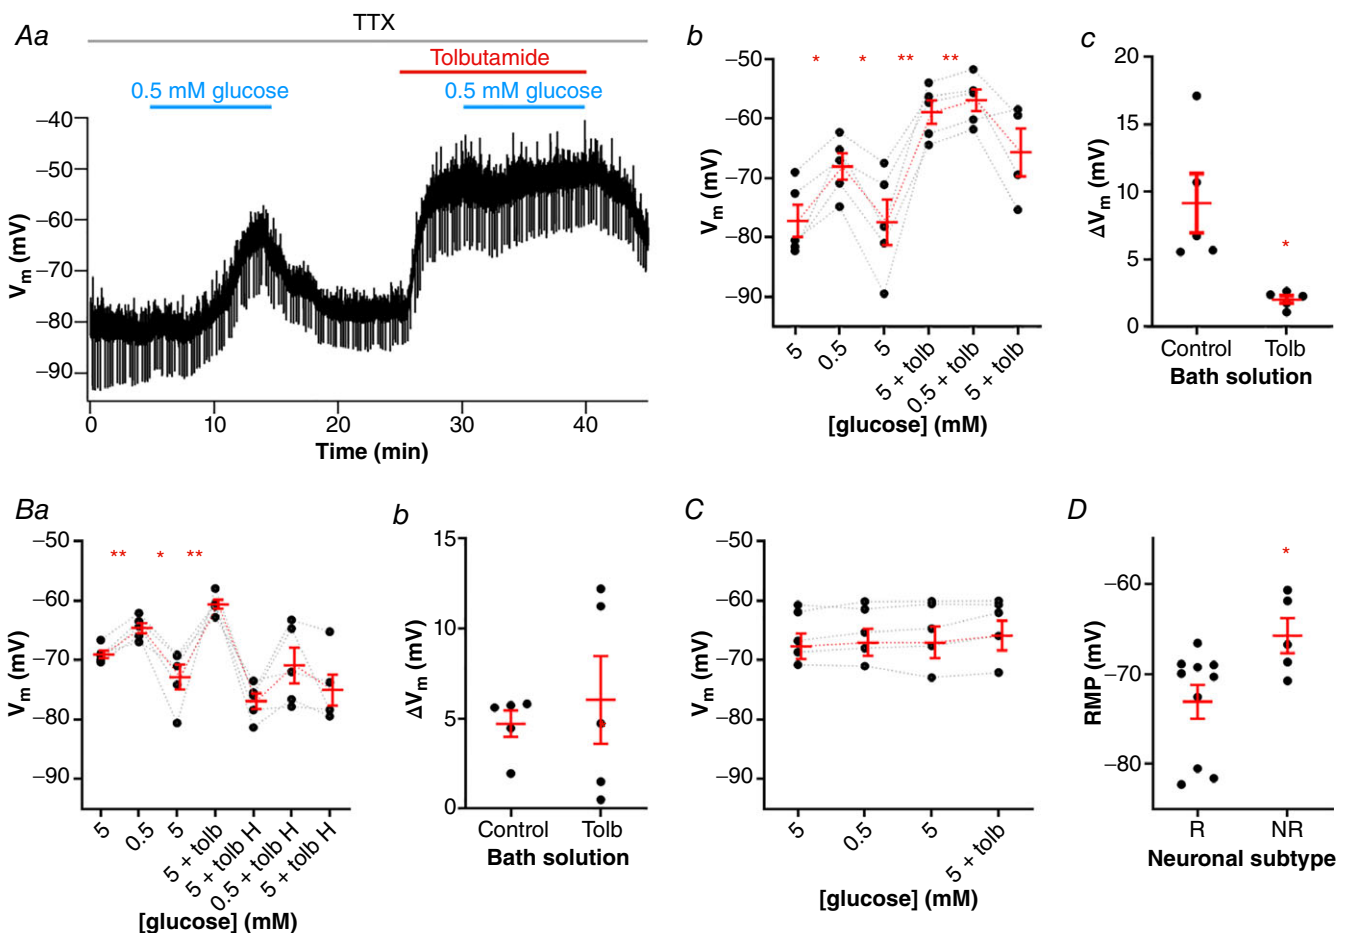 Aa
TTX
Tolbutamide
0.5 mM glucose
0.5 mM glucose
−40
−50
−60
−70
−80
−90
Vm (mV)
0
10
20
30
40
Time (min)
b
* * ** **
−50
−60
−70
−80
−90
Vm (mV)
5
0.5
5
5 + tolb
0.5 + tolb
5 + tolb
[glucose] (mM)
c
20
15
10
5
0
ΔVm (mV)
*
Control
Tolb
Bath solution
Ba
** * **
−50
−60
−70
−80
−90
Vm (mV)
5
0.5
5
5 + tolb
5 + tolb H
0.5 + tolb H
5 + tolb H
[glucose] (mM)
b
15
10
5
0
ΔVm (mV)
Control
Tolb
Bath solution
C
−50
−60
−70
−80
−90
Vm (mV)
5
0.5
5
5 + tolb
[glucose] (mM)
D
*
−60
−70
−80
RMP (mV)
R
NR
Neuronal subtype